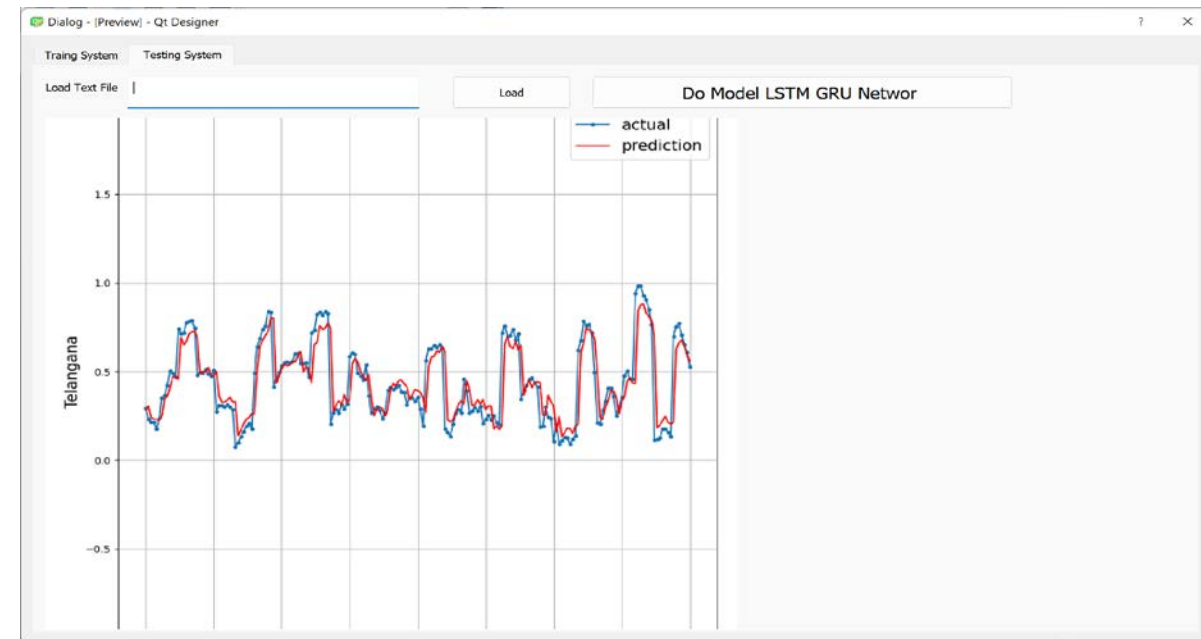 Dialog - [Preview] - Qt Designer
? ×
Traing System Testing System
Load Text File
Load
Do Model LSTM GRU Networ
actual
prediction
1.5
1.0
0.5
0.0
−0.5
Telangana